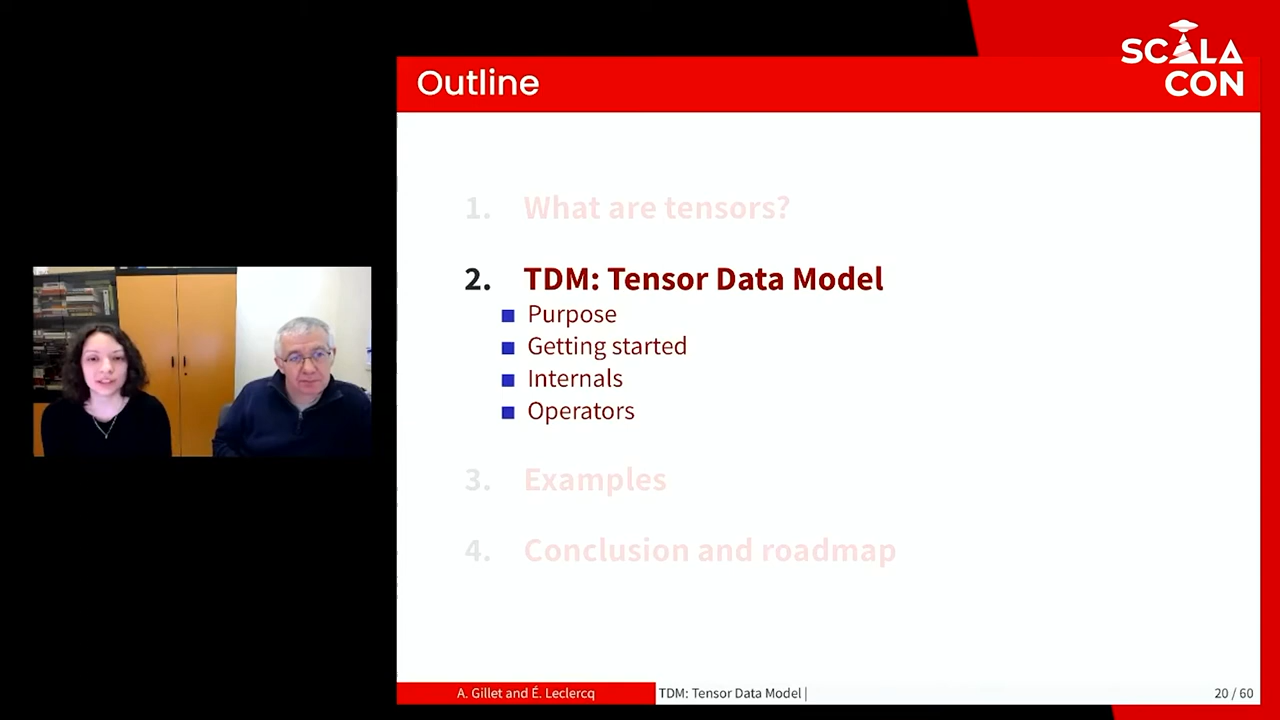 SCALA
CON
Outline
1. What are tensors?
2. TDM: Tensor Data Model
Purpose
Getting started
Internals
Operators
3. Examples
4. Conclusion and roadmap
A. Gillet and É. Leclercq
TDM: Tensor Data Model |
20 / 60